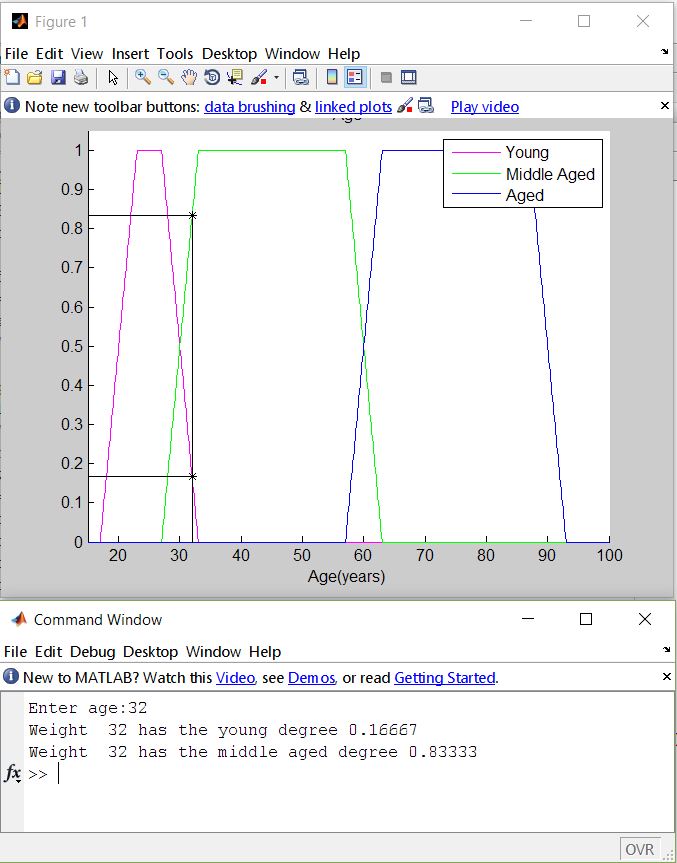 Figure 1
File Edit View Insert Tools Desktop Window Help
Note new toolbar buttons: data brushing & linked plots Play video
Age
1
0.9
0.8
0.7
0.6
0.5
0.4
0.3
0.2
0.1
0
Young
Middle Aged
Aged
20 30 40 50 60 70 80 90 100
Age(years)
Command Window
File Edit Debug Desktop Window Help
New to MATLAB? Watch this Video, see Demos, or read Getting Started.
Enter age:32
Weight  32 has the young degree 0.16667
Weight  32 has the middle aged degree 0.83333
fx >>
OVR